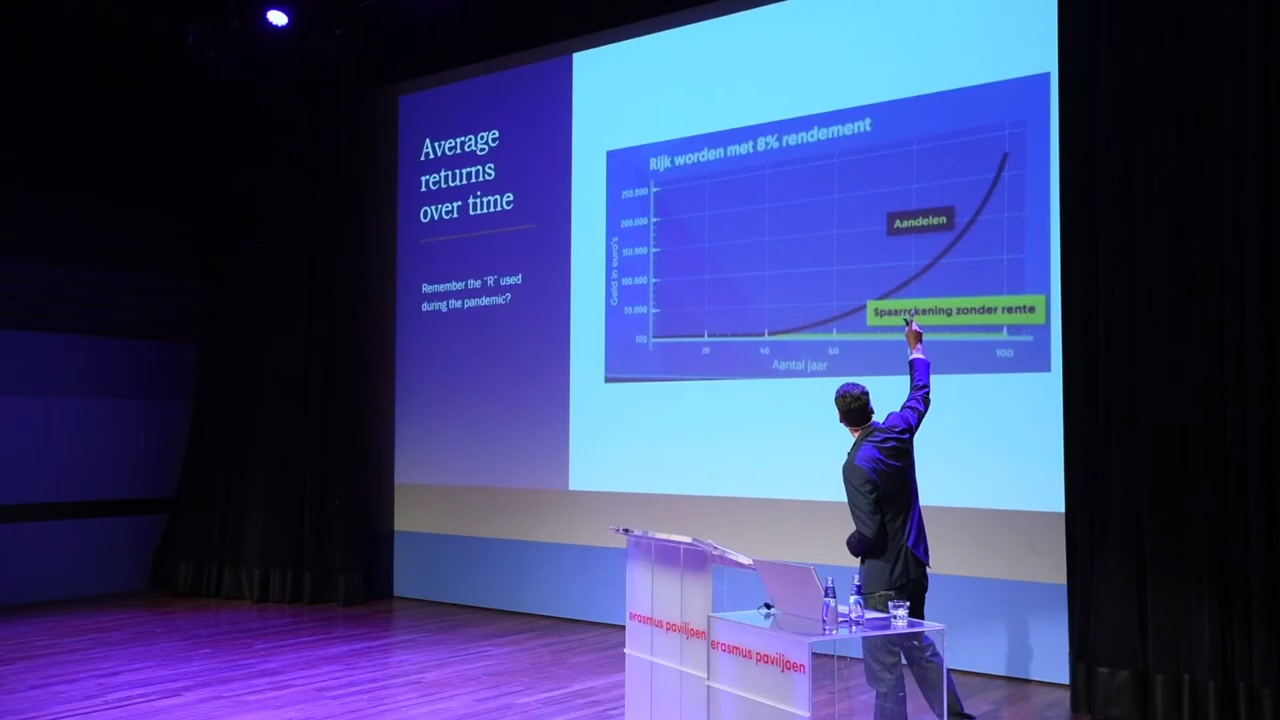 Average
returns
over time
Remember the “R” used
during the pandemic?
Rijk worden met 8% rendement
Geld in euro's
250.000
200.000
150.000
100.000
50.000
100
Aandelen
Spaarrekening zonder rente
20
40
60
100
Aantal jaar
erasmus paviljoen
erasmus paviljoen